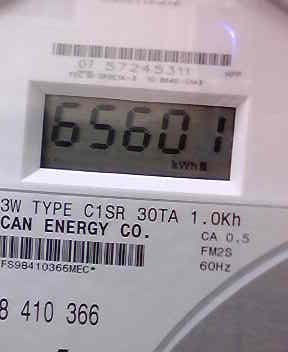 07 57245311
65601
kWh
3W TYPE C1SR 30TA 1.0Kh
CAN ENERGY CO.
CA 0.5
FM2S
FS98410366MEC*
60Hz
8 410 366